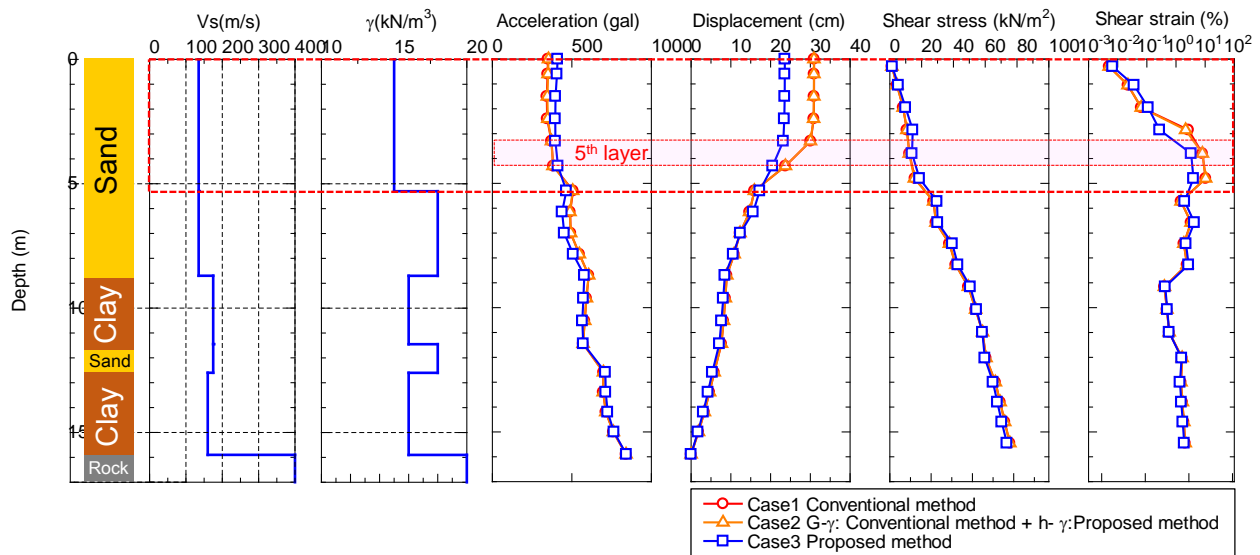 Vs(m/s)
γ(kN/m³)
Acceleration (gal)
Displacement (cm)
Shear stress (kN/m²)
Shear strain (%)
0 100 200 300 400
10 15 20
0 500 1000
0 10 20 30 40
0 20 40 60 80 100
10⁻³ 10⁻² 10⁻¹ 10⁰ 10¹ 10²
0
5
10
15
Depth (m)
Sand
Clay
Sand
Clay
Rock
5th layer
Case1 Conventional method
Case2 G-γ: Conventional method + h- γ:Proposed method
Case3 Proposed method